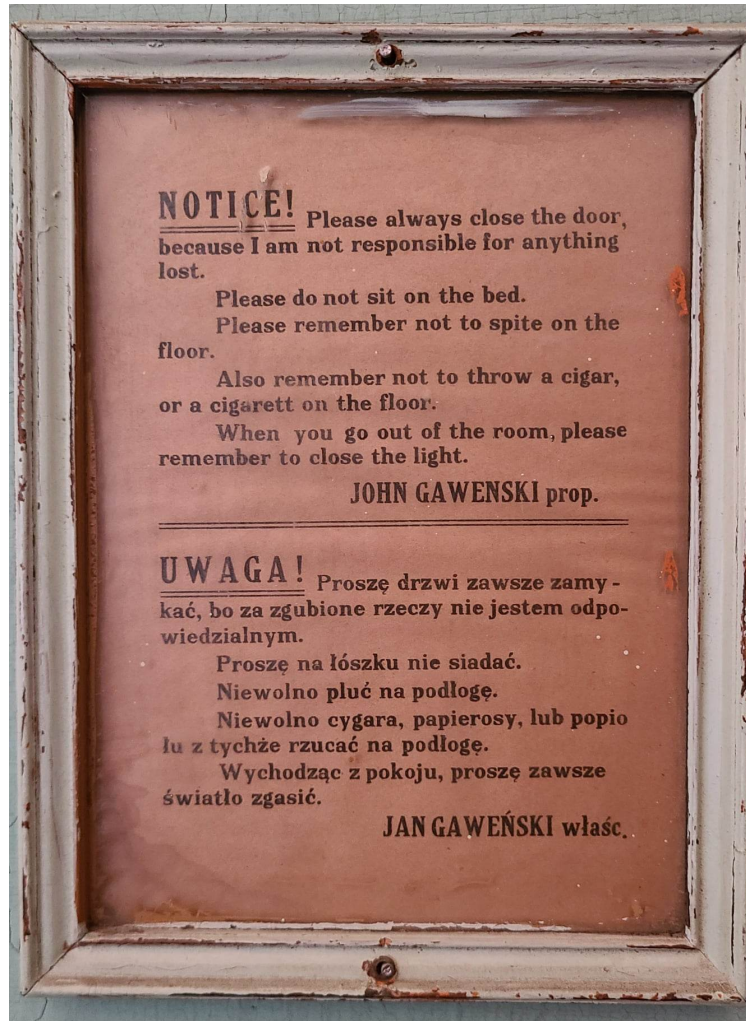 NOTICE! Please always close the door,
because I am not responsible for anything
lost.
Please do not sit on the bed.
Please remember not to spite on the
floor.
Also remember not to throw a cigar,
or a cigarett on the floor.
When you go out of the room, please
remember to close the light.
JOHN GAWENSKI prop.
UWAGA! Proszę drzwi zawsze zamy-
kać, bo za zgubione rzeczy nie jestem odpo-
wiedzialnym.
Proszę na łószku nie siadać.
Niewolno pluć na podłogę.
Niewolno cygara, papierosy, lub popio
łu z tychże rzucać na podłogę.
Wychodząc z pokoju, proszę zawsze
światło zgasić.
JAN GAWEŃSKI właśc.